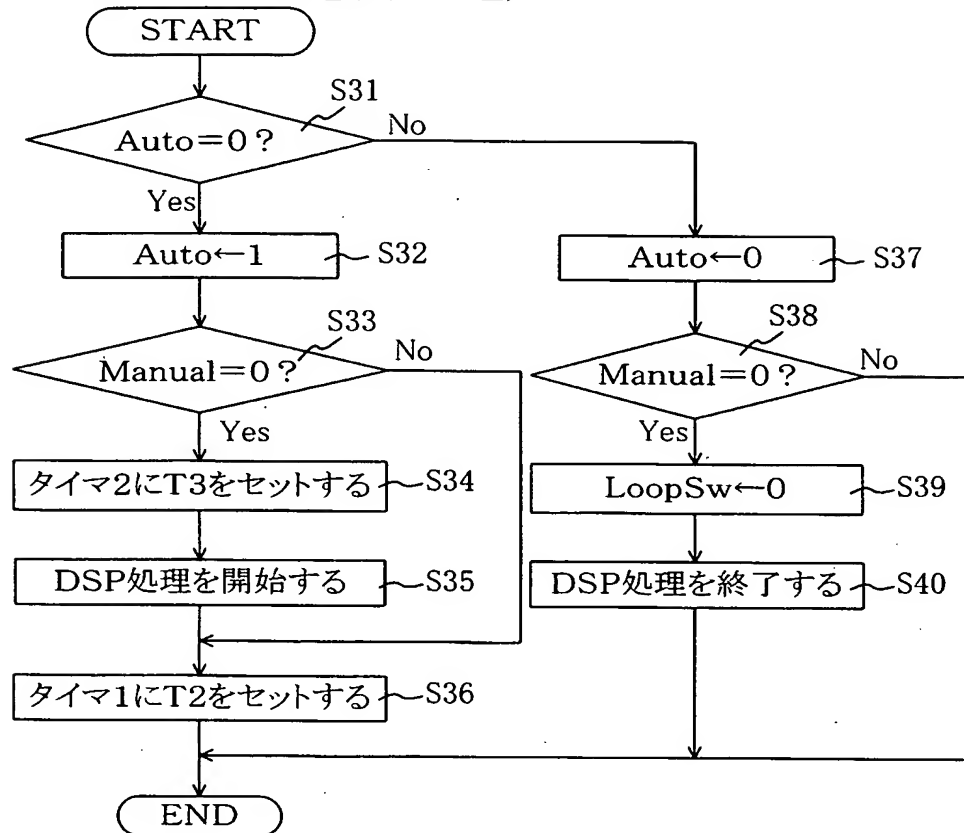 START
S31
Auto=0?
No
Yes
Auto←1
S32
Auto←0
S37
S33
Manual=0?
No
S38
Manual=0?
No
Yes
Yes
タイマ2にT3をセットする
S34
LoopSw←0
S39
DSP処理を開始する
S35
DSP処理を終了する
S40
タイマ1にT2をセットする
S36
END